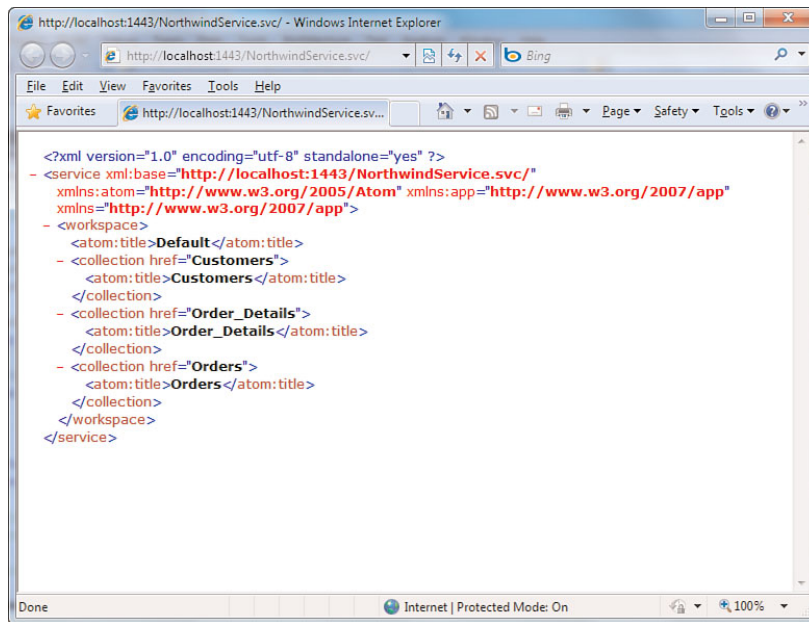 http://localhost:1443/NorthwindService.svc/ - Windows Internet Explorer
http://localhost:1443/NorthwindService.svc/ Bing
File Edit View Favorites Tools Help
Favorites http://localhost:1443/NorthwindService.sv... Page Safety Tools »
<?xml version="1.0" encoding="utf-8" standalone="yes" ?>
- <service xml:base="http://localhost:1443/NorthwindService.svc/"
xmlns:atom="http://www.w3.org/2005/Atom" xmlns:app="http://www.w3.org/2007/app"
xmlns="http://www.w3.org/2007/app">
- <workspace>
<atom:title>Default</atom:title>
- <collection href="Customers">
<atom:title>Customers</atom:title>
</collection>
- <collection href="Order_Details">
<atom:title>Order_Details</atom:title>
</collection>
- <collection href="Orders">
<atom:title>Orders</atom:title>
</collection>
</workspace>
</service>
Done Internet | Protected Mode: On 100%